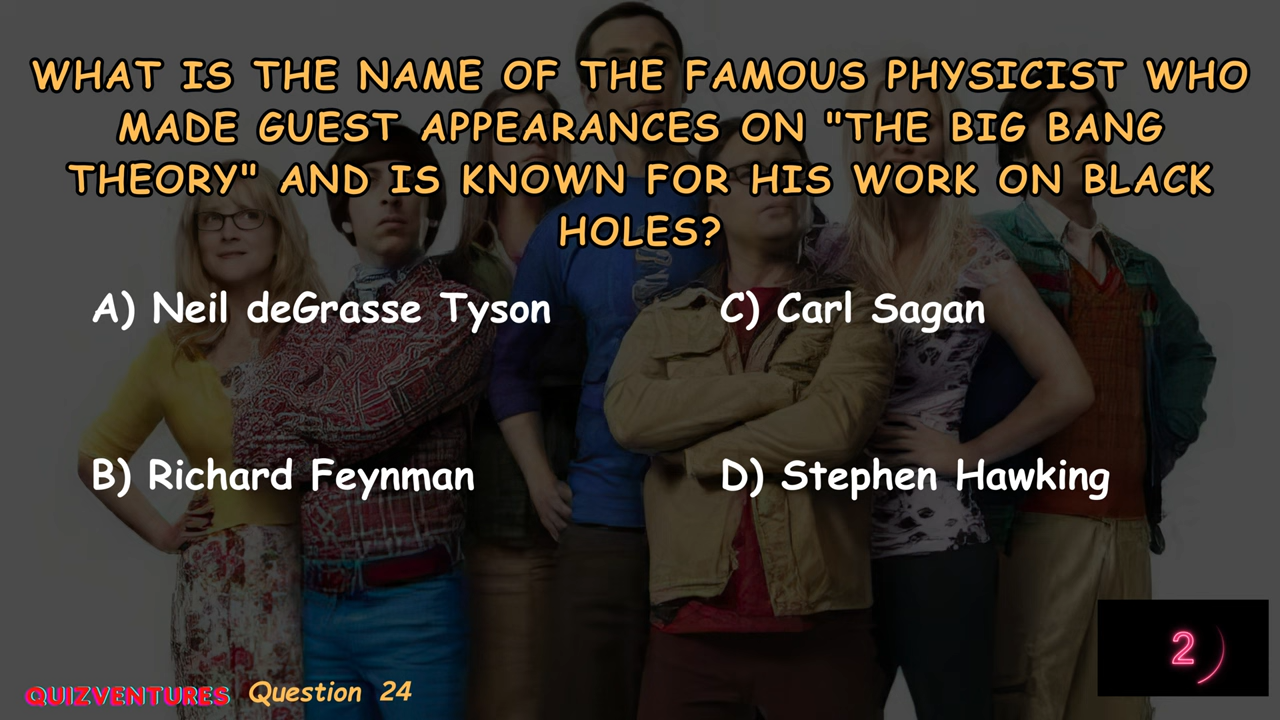 WHAT IS THE NAME OF THE FAMOUS PHYSICIST WHO
MADE GUEST APPEARANCES ON "THE BIG BANG
THEORY" AND IS KNOWN FOR HIS WORK ON BLACK
HOLES?
A) Neil deGrasse Tyson
C) Carl Sagan
B) Richard Feynman
D) Stephen Hawking
2
QUIZVENTURES Question 24